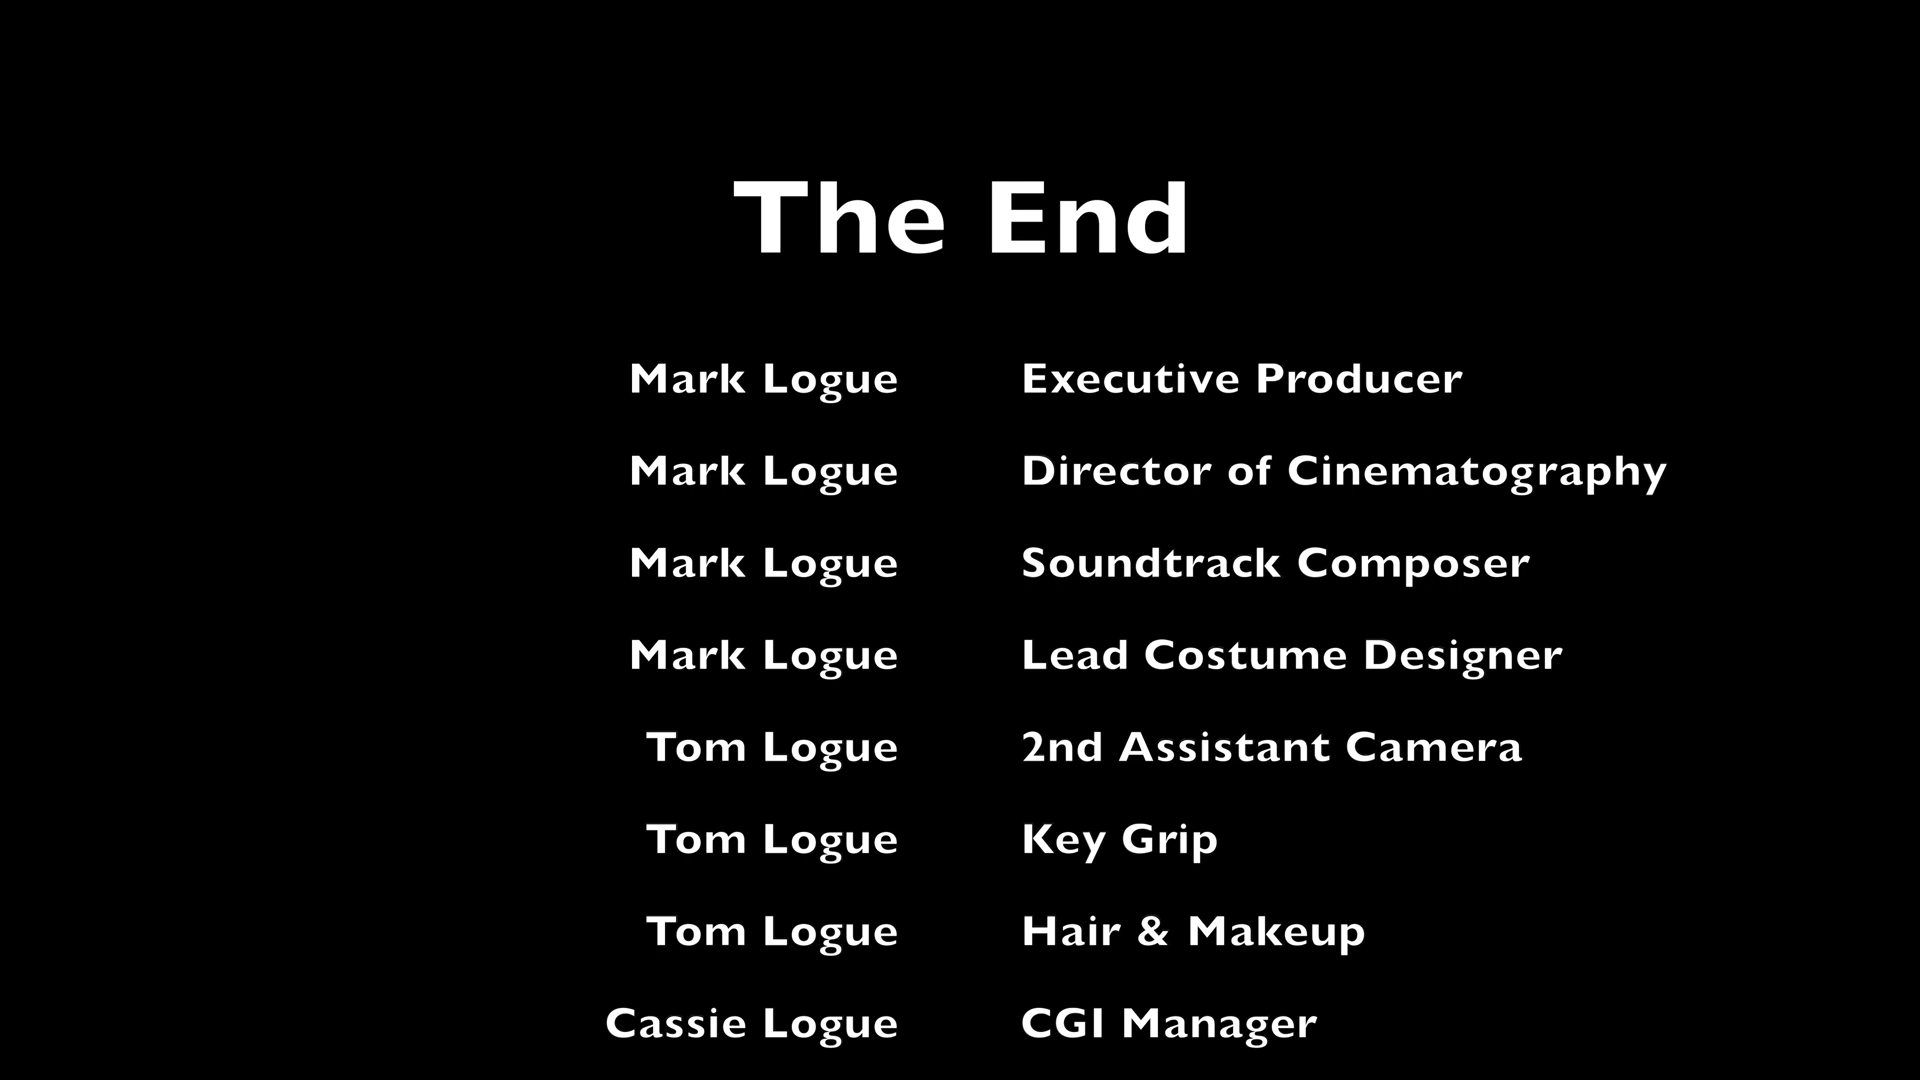 The End
Mark Logue Executive Producer
Mark Logue Director of Cinematography
Mark Logue Soundtrack Composer
Mark Logue Lead Costume Designer
Tom Logue 2nd Assistant Camera
Tom Logue Key Grip
Tom Logue Hair & Makeup
Cassie Logue CGI Manager